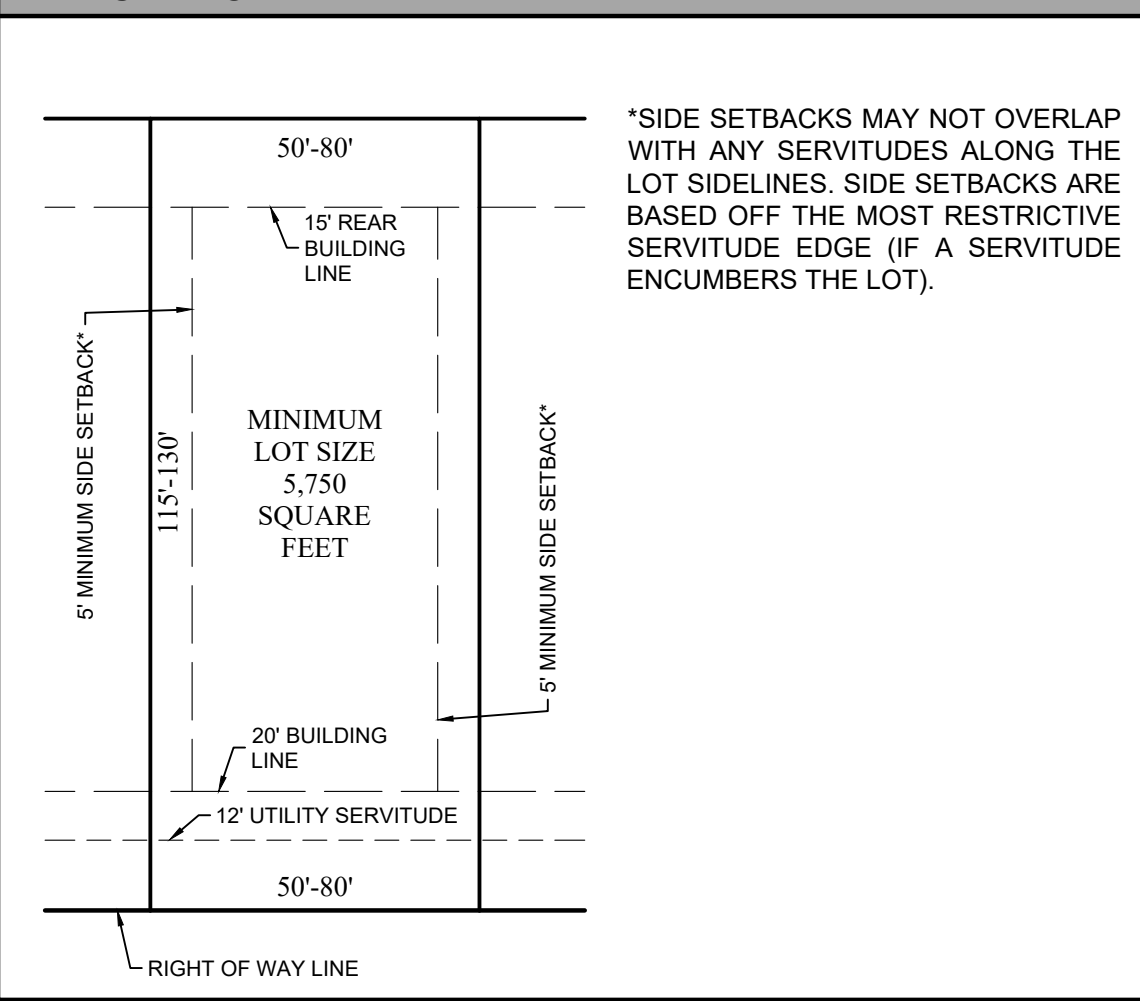 50'-80'
15' REAR
BUILDING
LINE
*SIDE SETBACKS MAY NOT OVERLAP
WITH ANY SERVITUDES ALONG THE
LOT SIDELINES. SIDE SETBACKS ARE
BASED OFF THE MOST RESTRICTIVE
SERVITUDE EDGE (IF A SERVITUDE
ENCUMBERS THE LOT).
5' MINIMUM SIDE SETBACK*
115'-130'
MINIMUM
LOT SIZE
5,750
SQUARE
FEET
5' MINIMUM SIDE SETBACK*
20' BUILDING
LINE
12' UTILITY SERVITUDE
50'-80'
RIGHT OF WAY LINE